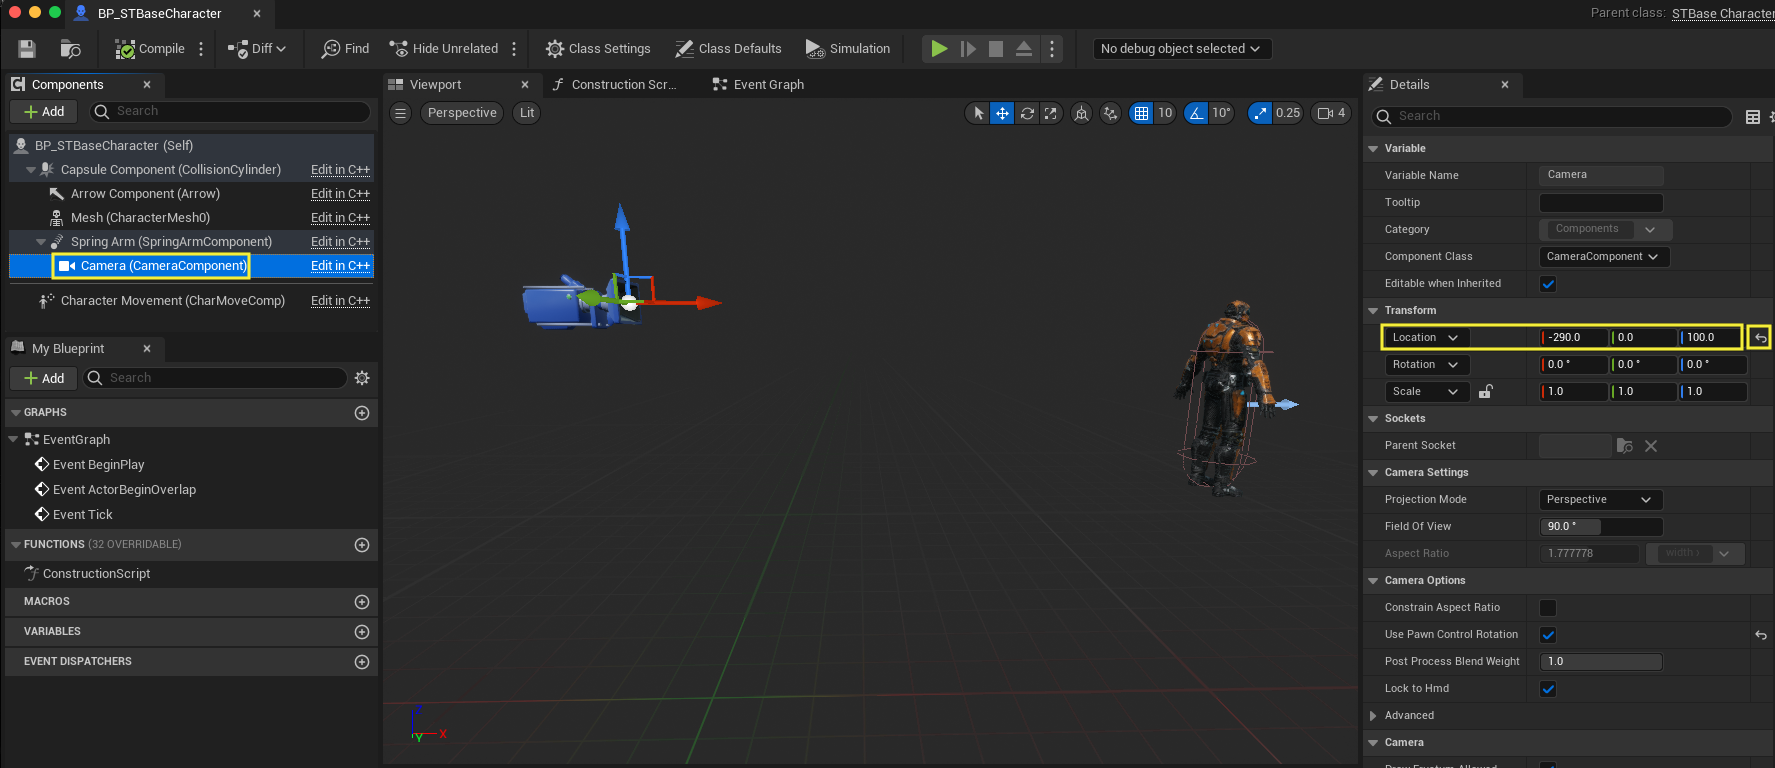 BP_STBaseCharacter
Parent class: STBase Character
Compile
Diff
Find
Hide Unrelated
Class Settings
Class Defaults
Simulation
No debug object selected
Components
Add
Search
BP_STBaseCharacter (Self)
Capsule Component (CollisionCylinder) Edit in C++
Arrow Component (Arrow) Edit in C++
Mesh (CharacterMesh0) Edit in C++
Spring Arm (SpringArmComponent) Edit in C++
Camera (CameraComponent) Edit in C++
Character Movement (CharMoveComp) Edit in C++
My Blueprint
Add
Search
GRAPHS
EventGraph
Event BeginPlay
Event ActorBeginOverlap
Event Tick
FUNCTIONS (32 OVERRIDABLE)
ConstructionScript
MACROS
VARIABLES
EVENT DISPATCHERS
Viewport
Construction Scr...
Event Graph
Perspective
Lit
10
10°
0.25
4
Z
X
Y
Details
Search
Variable
Variable Name Camera
Tooltip
Category Components
Component Class CameraComponent
Editable when Inherited
Transform
Location -290.0 0.0 100.0
Rotation 0.0 ° 0.0 ° 0.0 °
Scale 1.0 1.0 1.0
Sockets
Parent Socket
Camera Settings
Projection Mode Perspective
Field Of View 90.0 °
Aspect Ratio 1.777778 width x
Camera Options
Constrain Aspect Ratio
Use Pawn Control Rotation
Post Process Blend Weight 1.0
Lock to Hmd
Advanced
Camera
Draw Frustum Allowed